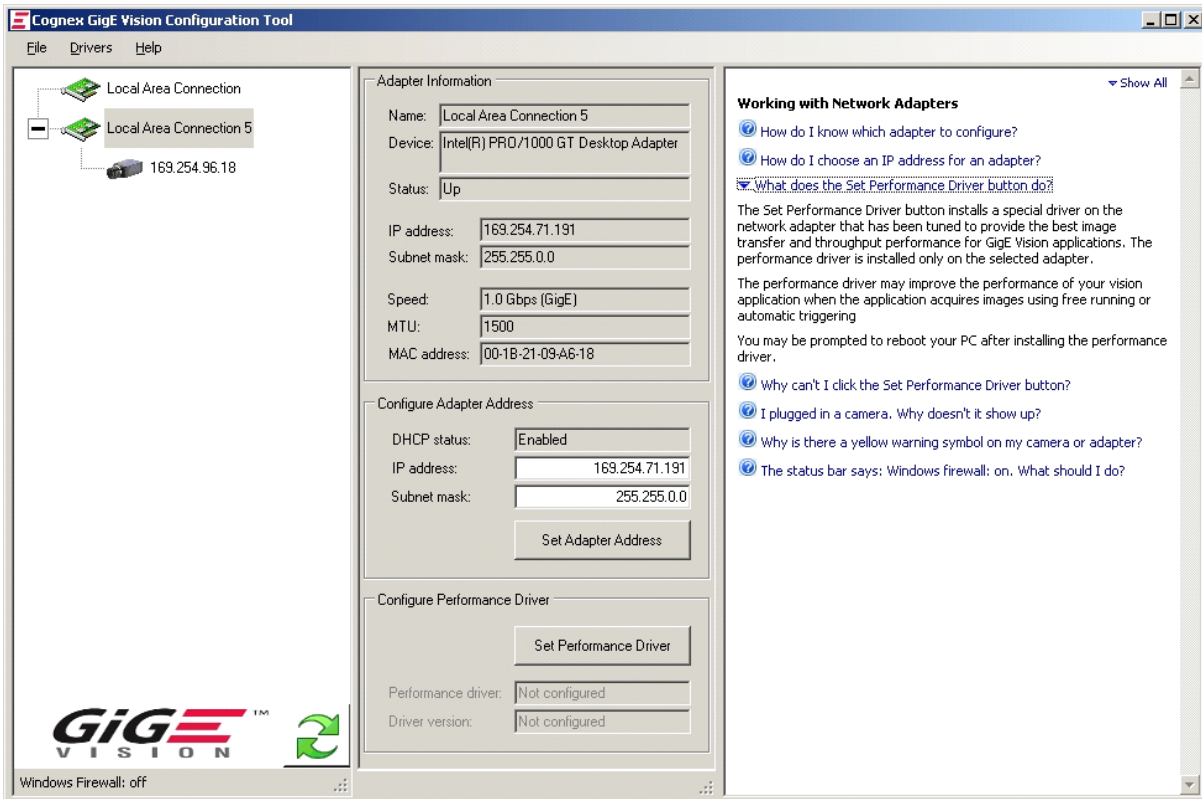 Cognex GigE Vision Configuration Tool
File Drivers Help
Local Area Connection
Local Area Connection 5
169.254.96.18
GiGE™
VISION
Windows Firewall: off
Adapter Information
Name: Local Area Connection 5
Device: Intel(R) PRO/1000 GT Desktop Adapter
Status: Up
IP address: 169.254.71.191
Subnet mask: 255.255.0.0
Speed: 1.0 Gbps (GigE)
MTU: 1500
MAC address: 00-1B-21-09-A6-18
Configure Adapter Address
DHCP status: Enabled
IP address: 169.254.71.191
Subnet mask: 255.255.0.0
Set Adapter Address
Configure Performance Driver
Set Performance Driver
Performance driver: Not configured
Driver version: Not configured
Show All
Working with Network Adapters
How do I know which adapter to configure?
How do I choose an IP address for an adapter?
What does the Set Performance Driver button do?
The Set Performance Driver button installs a special driver on the
network adapter that has been tuned to provide the best image
transfer and throughput performance for GigE Vision applications. The
performance driver is installed only on the selected adapter.
The performance driver may improve the performance of your vision
application when the application acquires images using free running or
automatic triggering
You may be prompted to reboot your PC after installing the performance
driver.
Why can't I click the Set Performance Driver button?
I plugged in a camera. Why doesn't it show up?
Why is there a yellow warning symbol on my camera or adapter?
The status bar says: Windows firewall: on. What should I do?